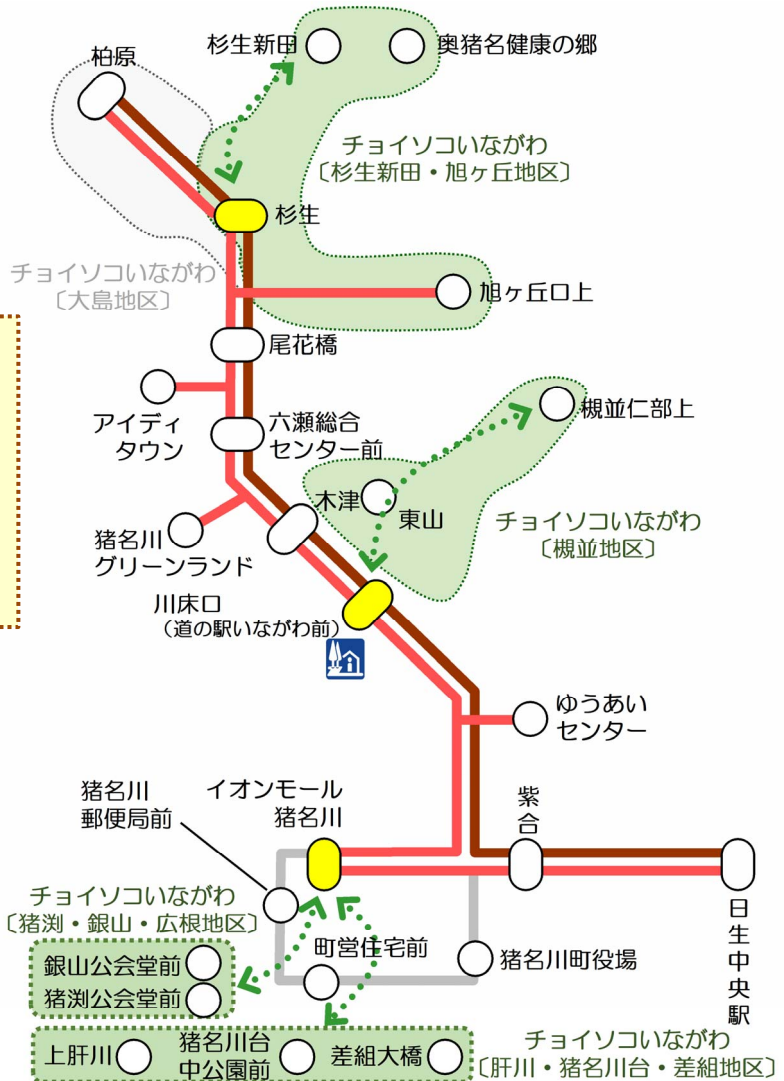 柏原
杉生新田
奥猪名健康の郷
チョイソコいながわ
〔杉生新田・旭ヶ丘地区〕
杉生
チョイソコいながわ
〔大島地区〕
旭ヶ丘口上
尾花橋
アイディ
タウン
六瀬総合
センター前
槻並仁部上
木津
東山
チョイソコいながわ
〔槻並地区〕
猪名川
グリーンランド
川床口
（道の駅いながわ前）
ゆうあい
センター
猪名川
郵便局前
イオンモール
猪名川
紫合
日生中央駅
チョイソコいながわ
〔猪渕・銀山・広根地区〕
銀山公会堂前
猪渕公会堂前
町営住宅前
猪名川町役場
上肝川
猪名川台
中公園前
差組大橋
チョイソコいながわ
〔肝川・猪名川台・差組地区〕